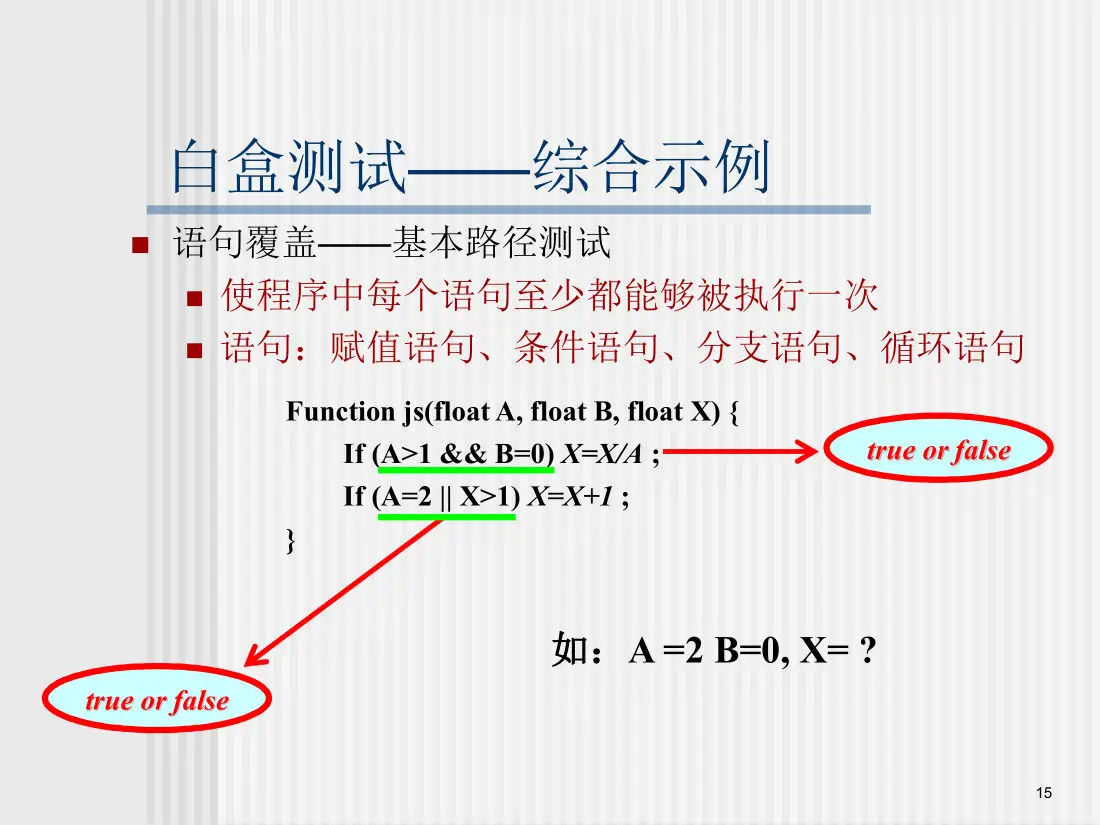 白盒测试——综合示例
语句覆盖——基本路径测试
使程序中每个语句至少都能够被执行一次
语句：赋值语句、条件语句、分支语句、循环语句
Function js(float A, float B, float X) {
If (A>1 && B=0) X=X/A ;
true or false
If (A=2 || X>1) X=X+1 ;
}
如：A =2 B=0, X= ?
true or false
15